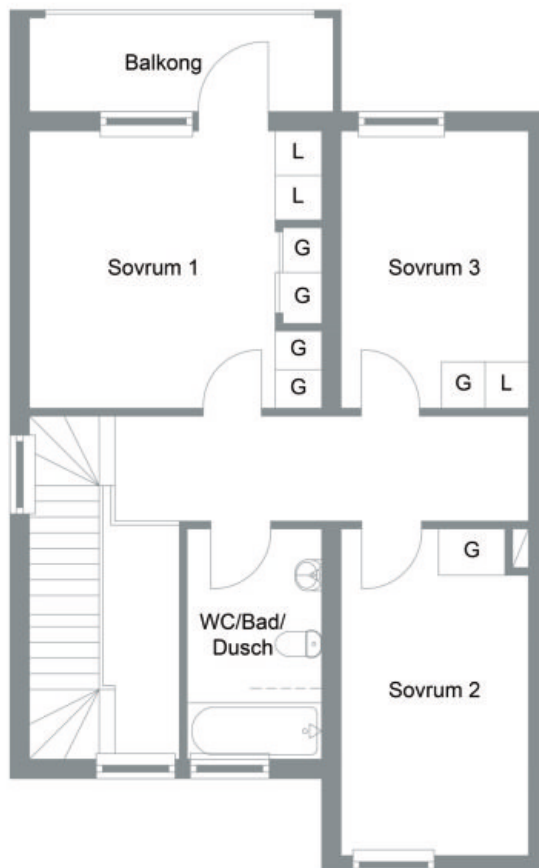 Balkong
L
L
Sovrum 1
G
Sovrum 3
G
G
G L
G
G
WC/Bad/
Dusch
Sovrum 2